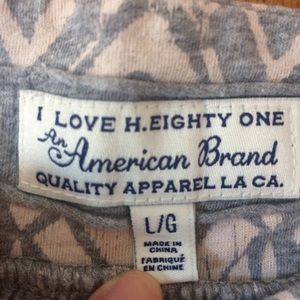 I LOVE H.EIGHTY ONE
An
American Brand
QUALITY APPAREL LA CA.
L/G
MADE IN
CHINA
FABRIQUÉ
EN CHINE